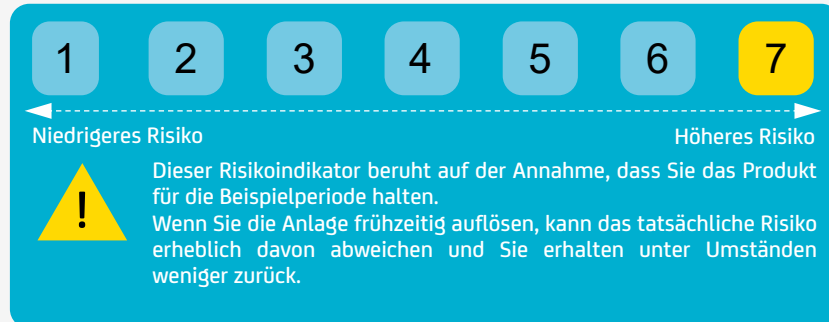 1 2 3 4 5 6 7
Niedrigeres Risiko Höheres Risiko
! Dieser Risikoindikator beruht auf der Annahme, dass Sie das Produkt
für die Beispielperiode halten.
Wenn Sie die Anlage frühzeitig auflösen, kann das tatsächliche Risiko
erheblich davon abweichen und Sie erhalten unter Umständen
weniger zurück.